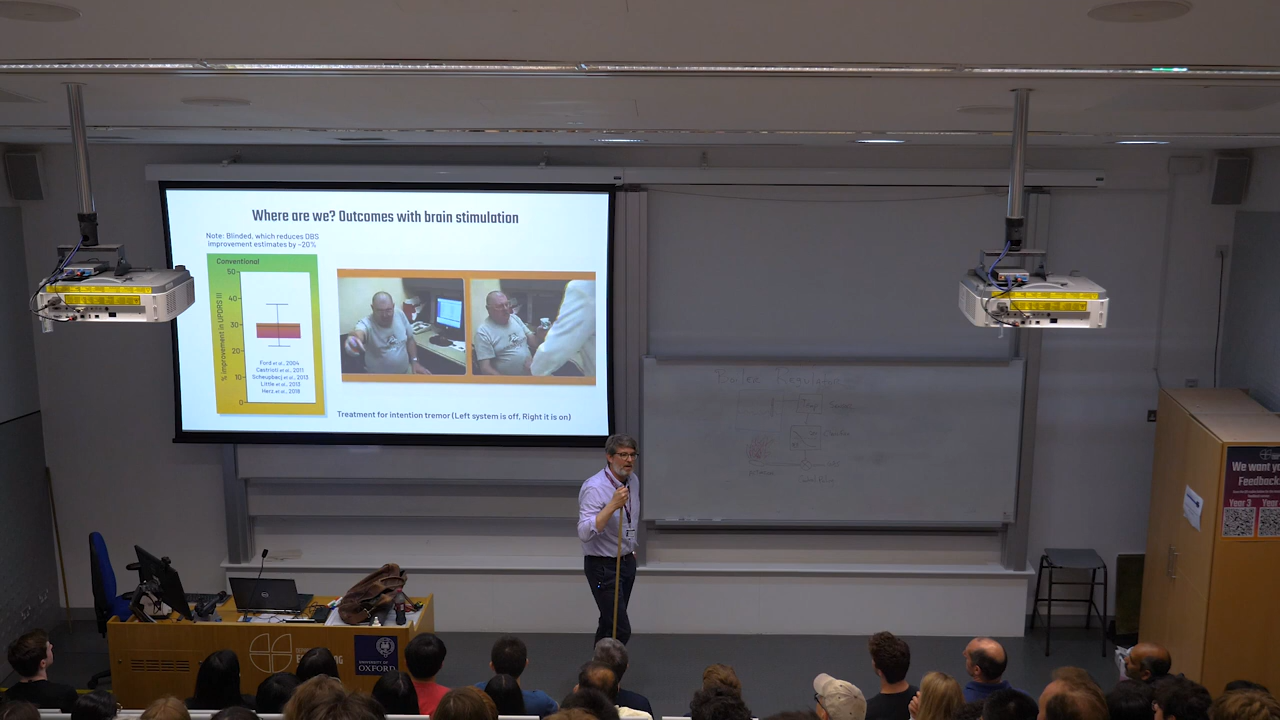 Where are we? Outcomes with brain stimulation
Note: Blinded, which reduces DBS
improvement estimates by ~20%
Conventional
% improvement in UPDRS III
50
40
30
20
10
0
Ford et al., 2004
Castrioti et al., 2011
Scheupbacj et al., 2013
Little et al., 2013
Herz et al., 2018
Treatment for intention tremor (Left system is off, Right it is on)
UNIVERSITY OF
OXFORD
We want
Feedback
Year 3